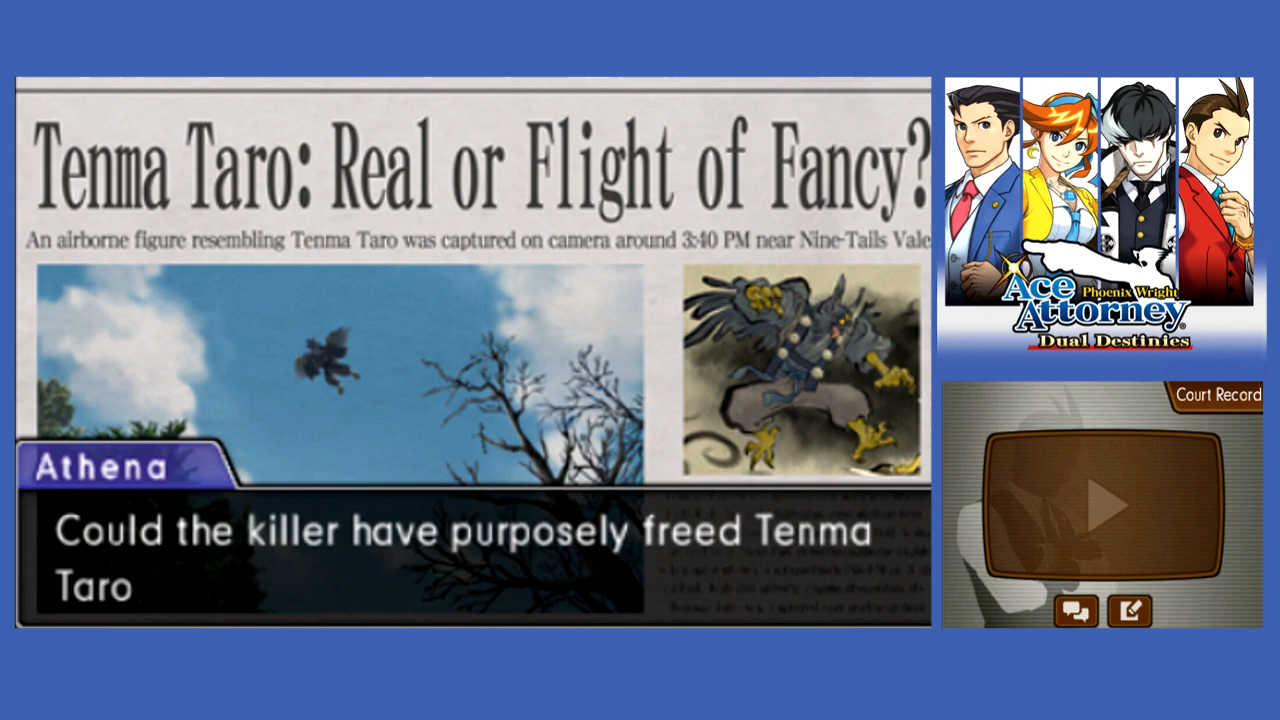 Tenma Taro: Real or Flight of Fancy?
An airborne figure resembling Tenma Taro was captured on camera around 3:40 PM near Nine-Tails Vale
Athena
Could the killer have purposely freed Tenma
Taro
Phoenix Wright
Ace
Attorney
Dual Destinies
Court Record